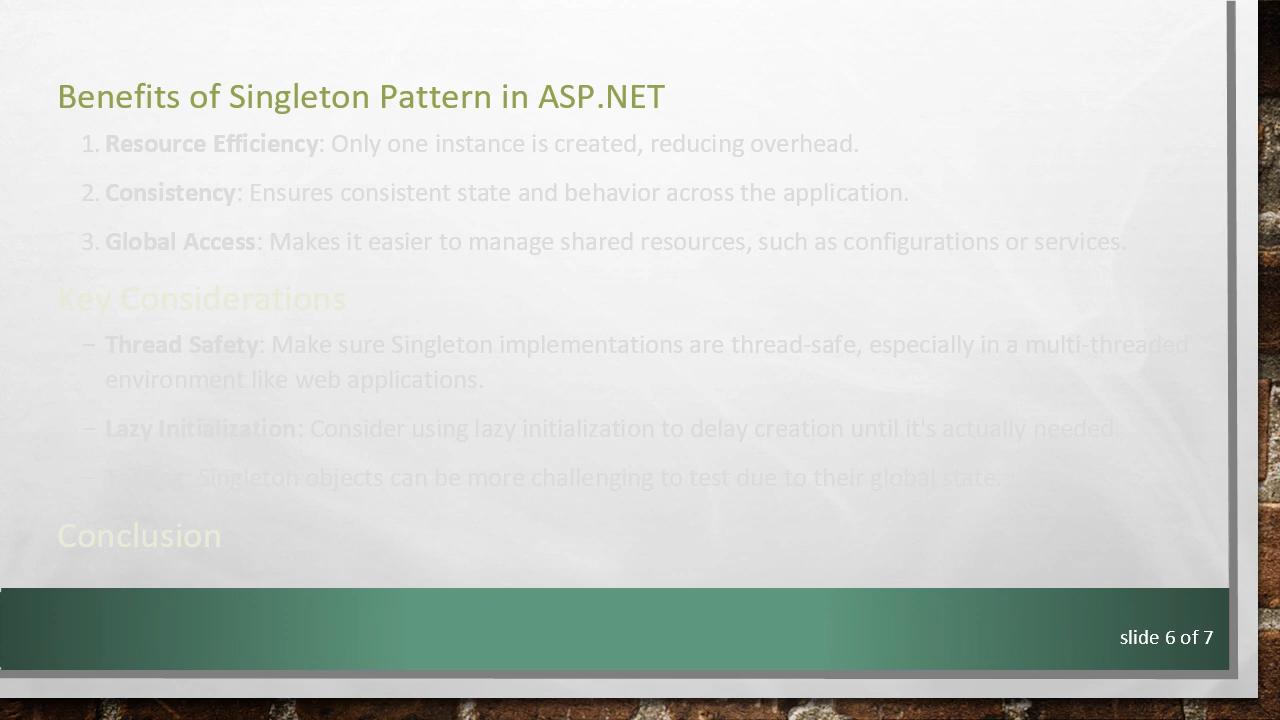 Benefits of Singleton Pattern in ASP.NET
1. Resource Efficiency: Only one instance is created, reducing overhead.
2. Consistency: Ensures consistent state and behavior across the application.
3. Global Access: Makes it easier to manage shared resources, such as configurations or services.
Key Considerations
– Thread Safety: Make sure Singleton implementations are thread-safe, especially in a multi-threaded
environment like web applications.
– Lazy Initialization: Consider using lazy initialization to delay creation until it's actually needed.
– Testing: Singleton objects can be more challenging to test due to their global state.
Conclusion
slide 6 of 7